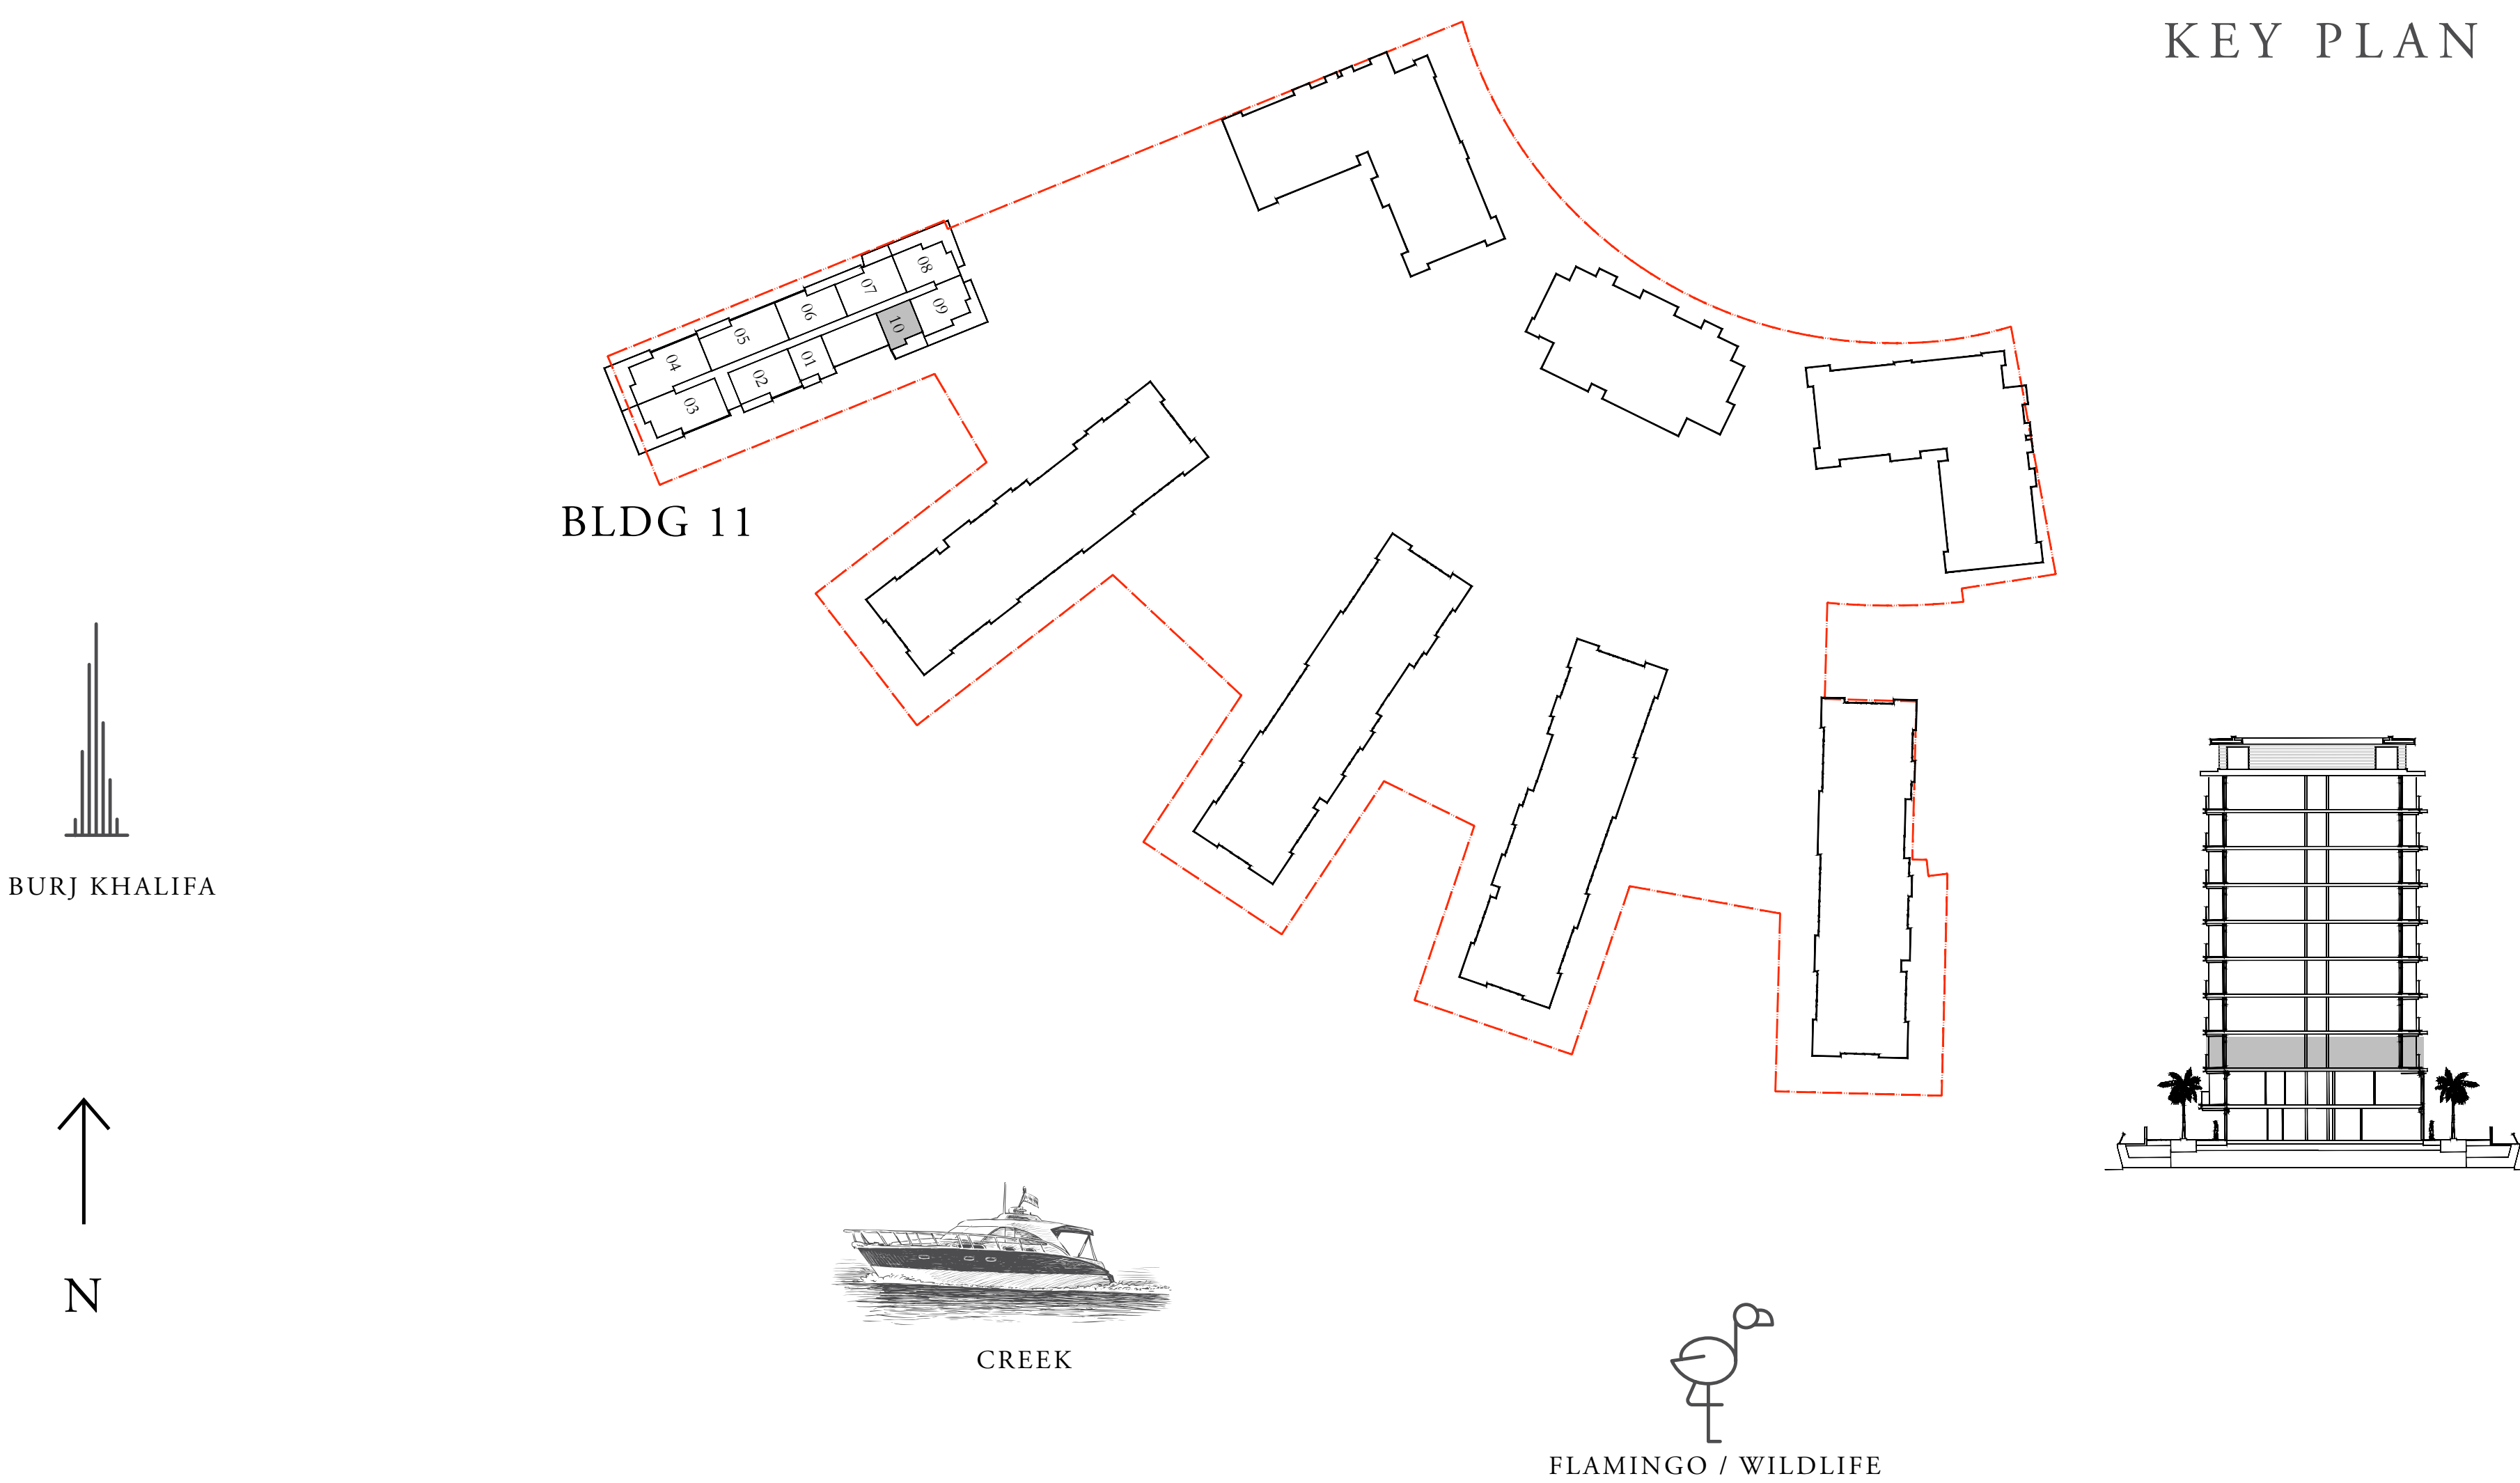 KEY PLAN
08
07
09
06
10
05
01
04
02
03
BLDG 11
BURJ KHALIFA
N
CREEK
FLAMINGO / WILDLIFE